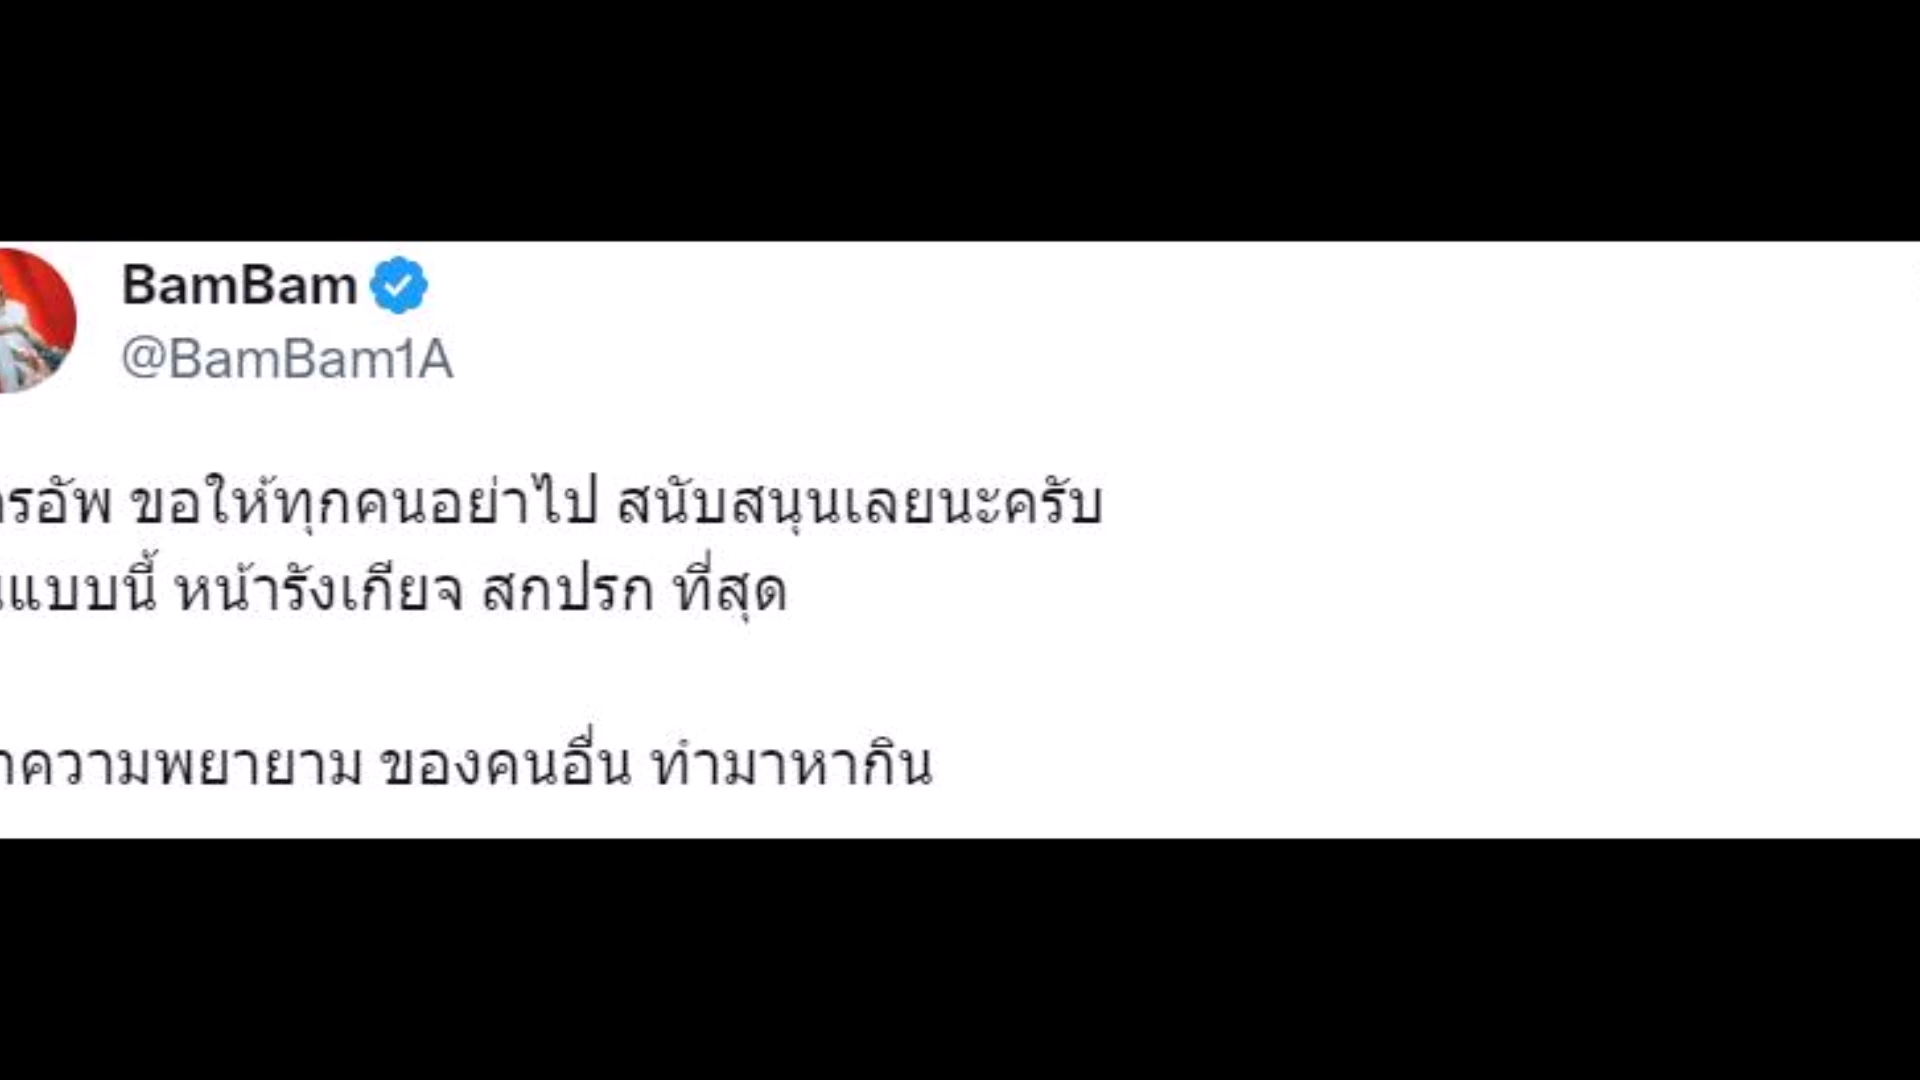 BamBam
@BamBam1A
ขอให้ทุกคนอย่าไป สนับสนุนเลยนะครับ
แบบนี้ หน้ารังเกียจ สกปรก ที่สุด
ความพยายาม ของคนอื่น ทำมาหากิน